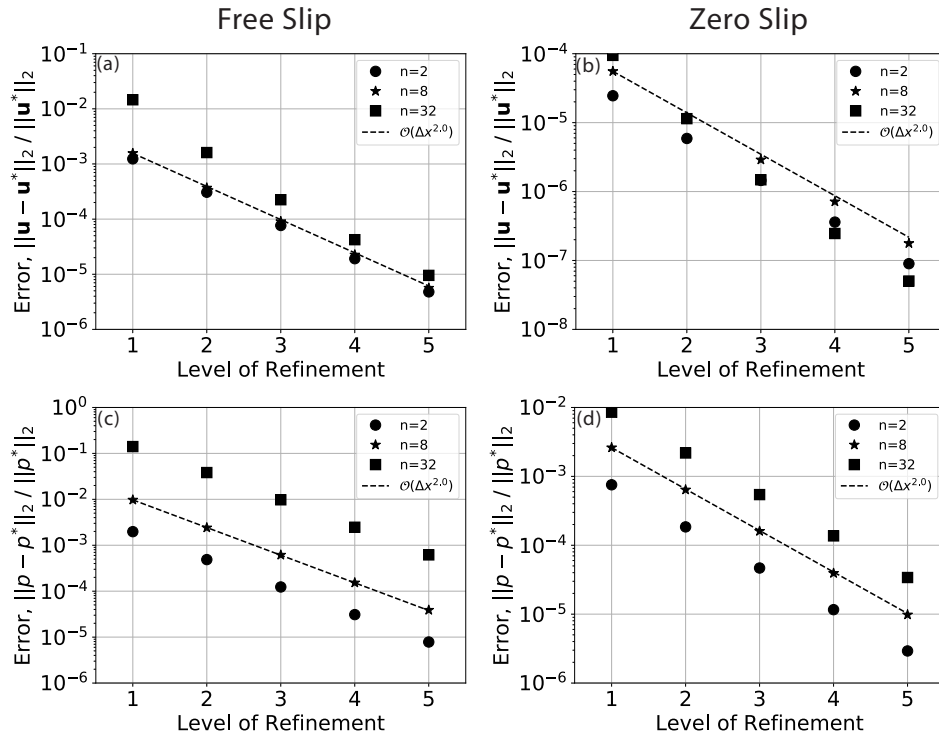 Free Slip
Zero Slip
(a)
n=2
n=8
n=32
𝒪(Δx^2.0)
Error, ||u − u*||₂ / ||u*||₂
10⁻¹
10⁻²
10⁻³
10⁻⁴
10⁻⁵
10⁻⁶
1 2 3 4 5
Level of Refinement
(b)
n=2
n=8
n=32
𝒪(Δx^2.0)
Error, ||u − u*||₂ / ||u*||₂
10⁻⁴
10⁻⁵
10⁻⁶
10⁻⁷
10⁻⁸
1 2 3 4 5
Level of Refinement
(c)
n=2
n=8
n=32
𝒪(Δx^2.0)
Error, ||p − p*||₂ / ||p*||₂
10⁰
10⁻¹
10⁻²
10⁻³
10⁻⁴
10⁻⁵
10⁻⁶
1 2 3 4 5
Level of Refinement
(d)
n=2
n=8
n=32
𝒪(Δx^2.0)
Error, ||p − p*||₂ / ||p*||₂
10⁻²
10⁻³
10⁻⁴
10⁻⁵
10⁻⁶
1 2 3 4 5
Level of Refinement